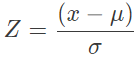 Z = (x − μ) / σ